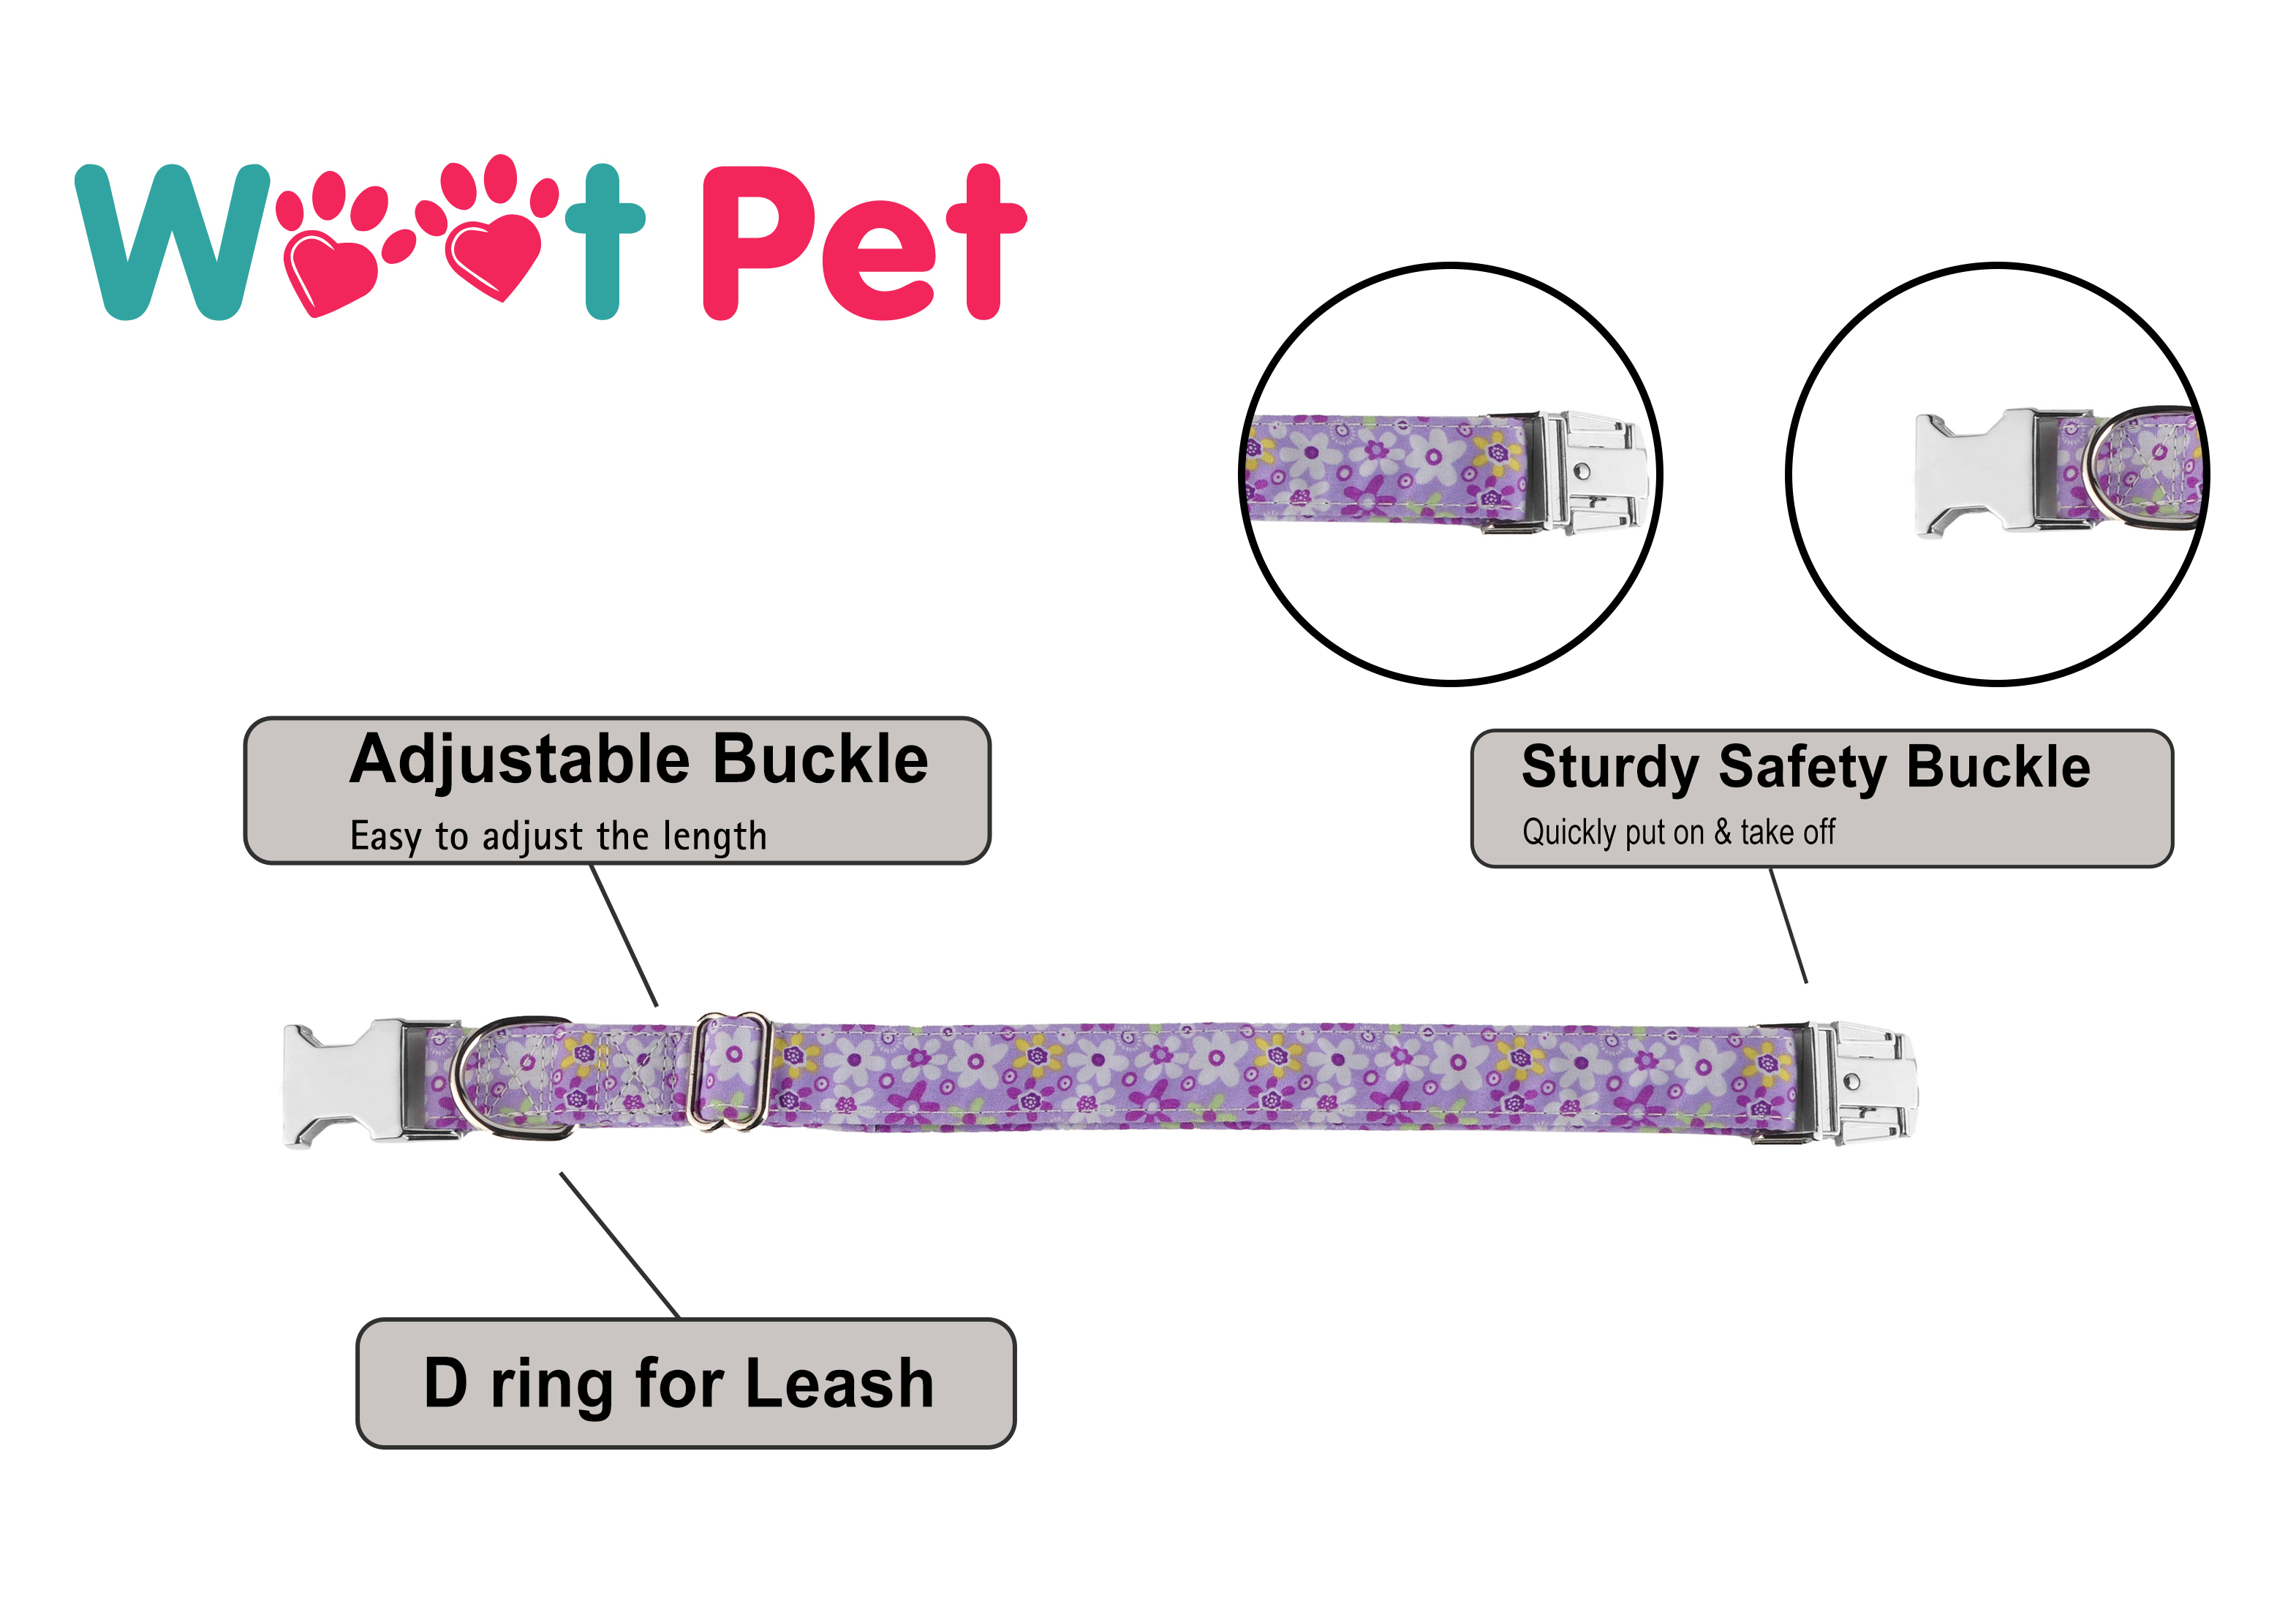 Woot Pet
Adjustable Buckle
Easy to adjust the length
Sturdy Safety Buckle
Quickly put on & take off
D ring for Leash